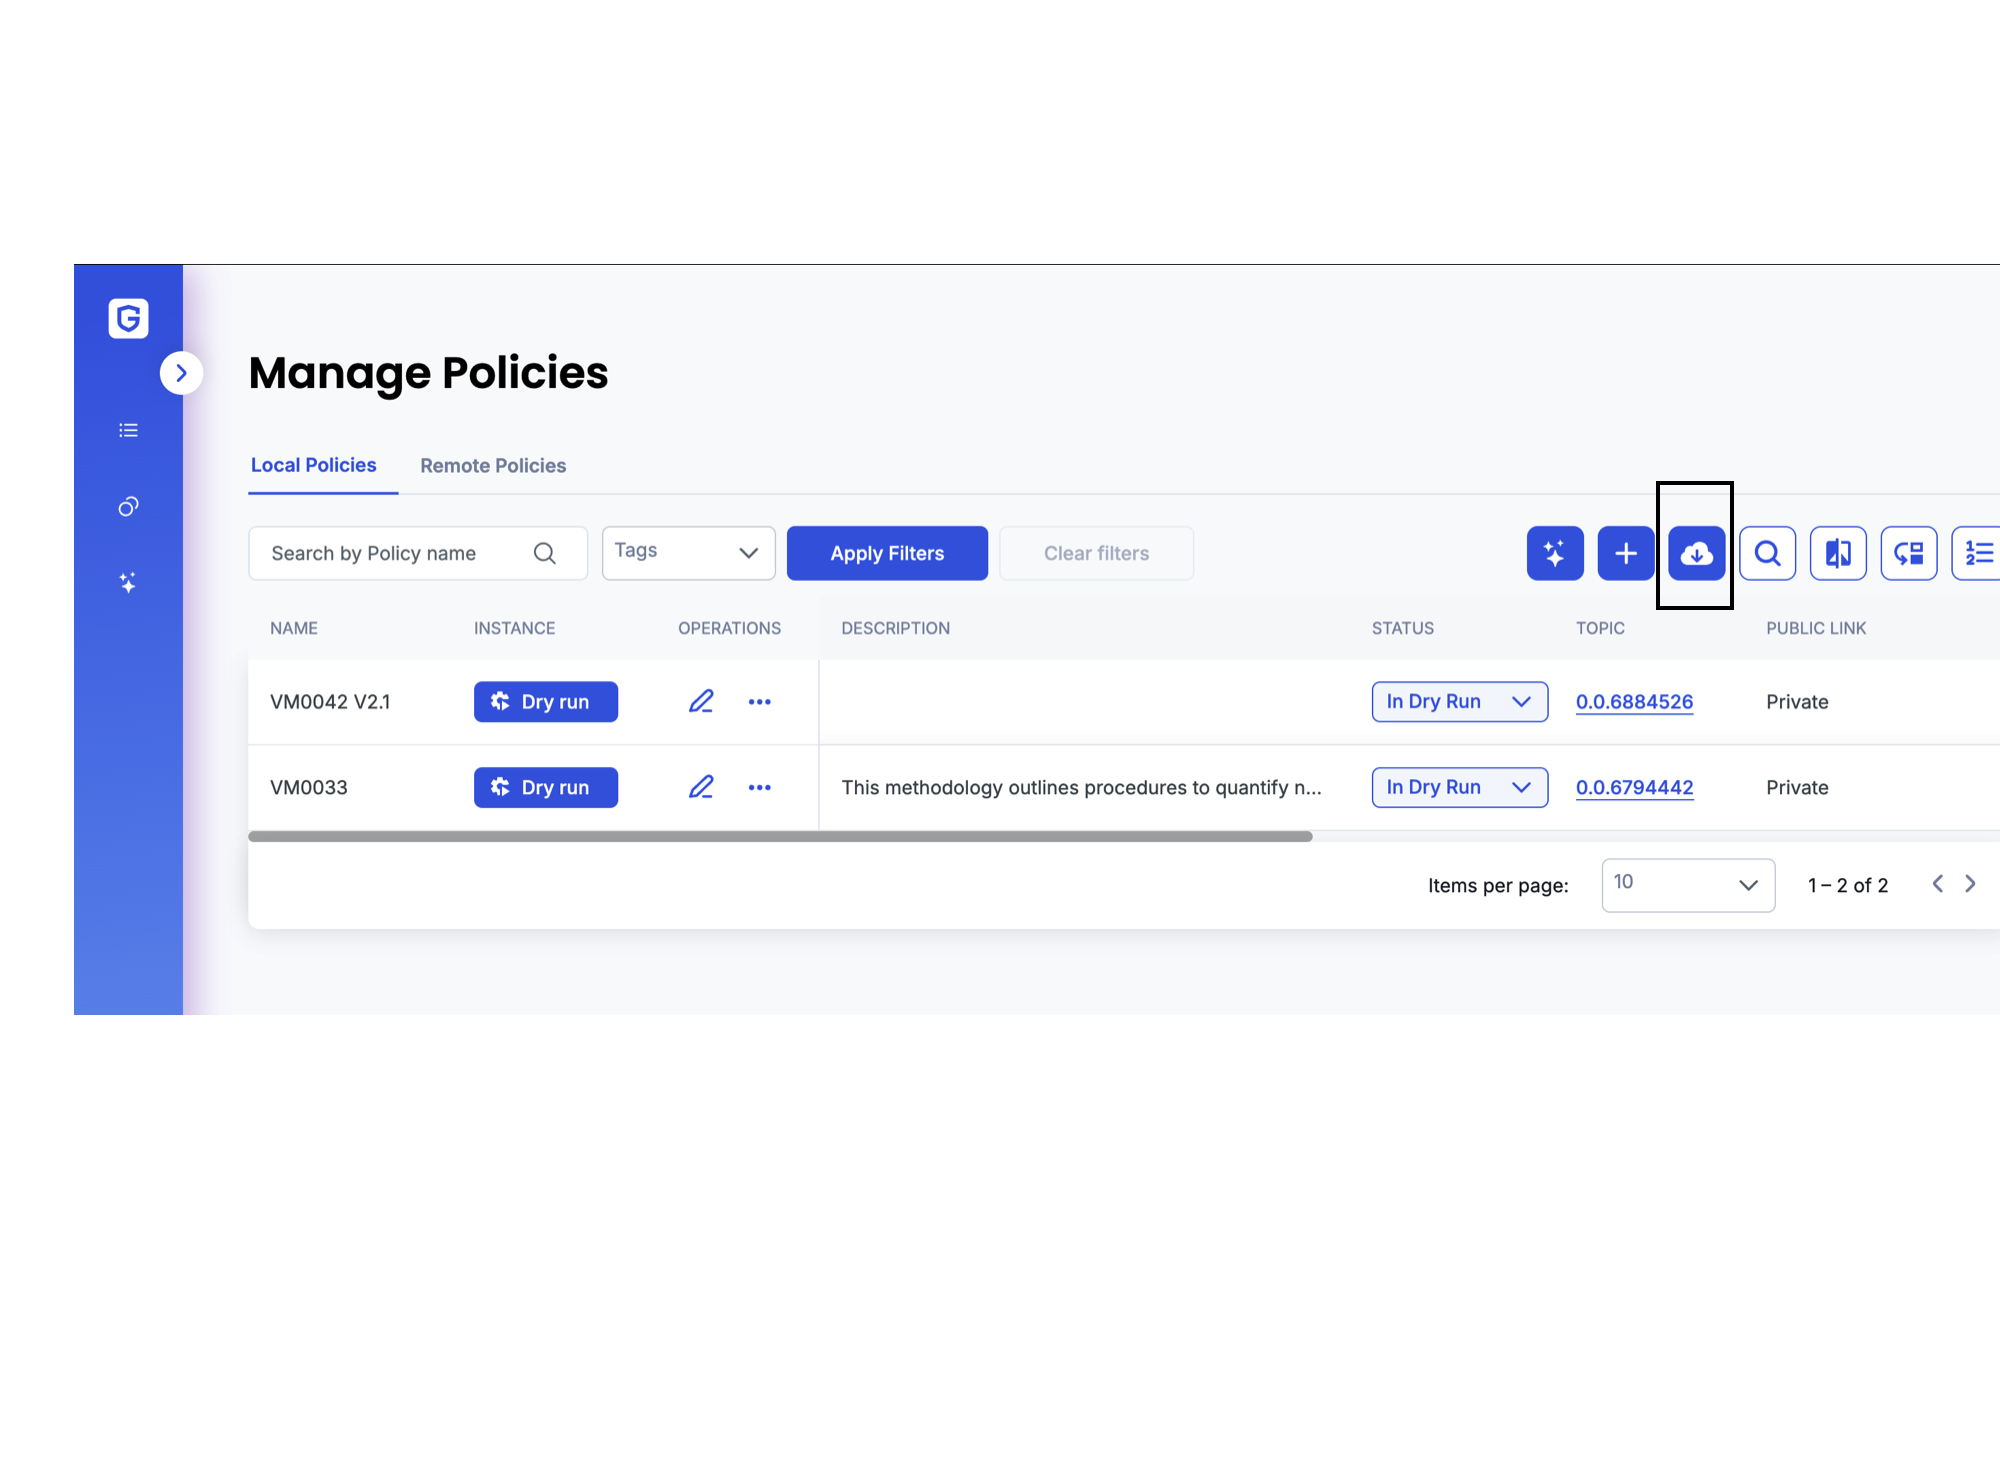 Manage Policies
Local Policies Remote Policies
Search by Policy name Tags Apply Filters Clear filters
NAME INSTANCE OPERATIONS DESCRIPTION STATUS TOPIC PUBLIC LINK
VM0042 V2.1 Dry run In Dry Run 0.0.6884526 Private
VM0033 Dry run This methodology outlines procedures to quantify n... In Dry Run 0.0.6794442 Private
Items per page: 10 1 – 2 of 2